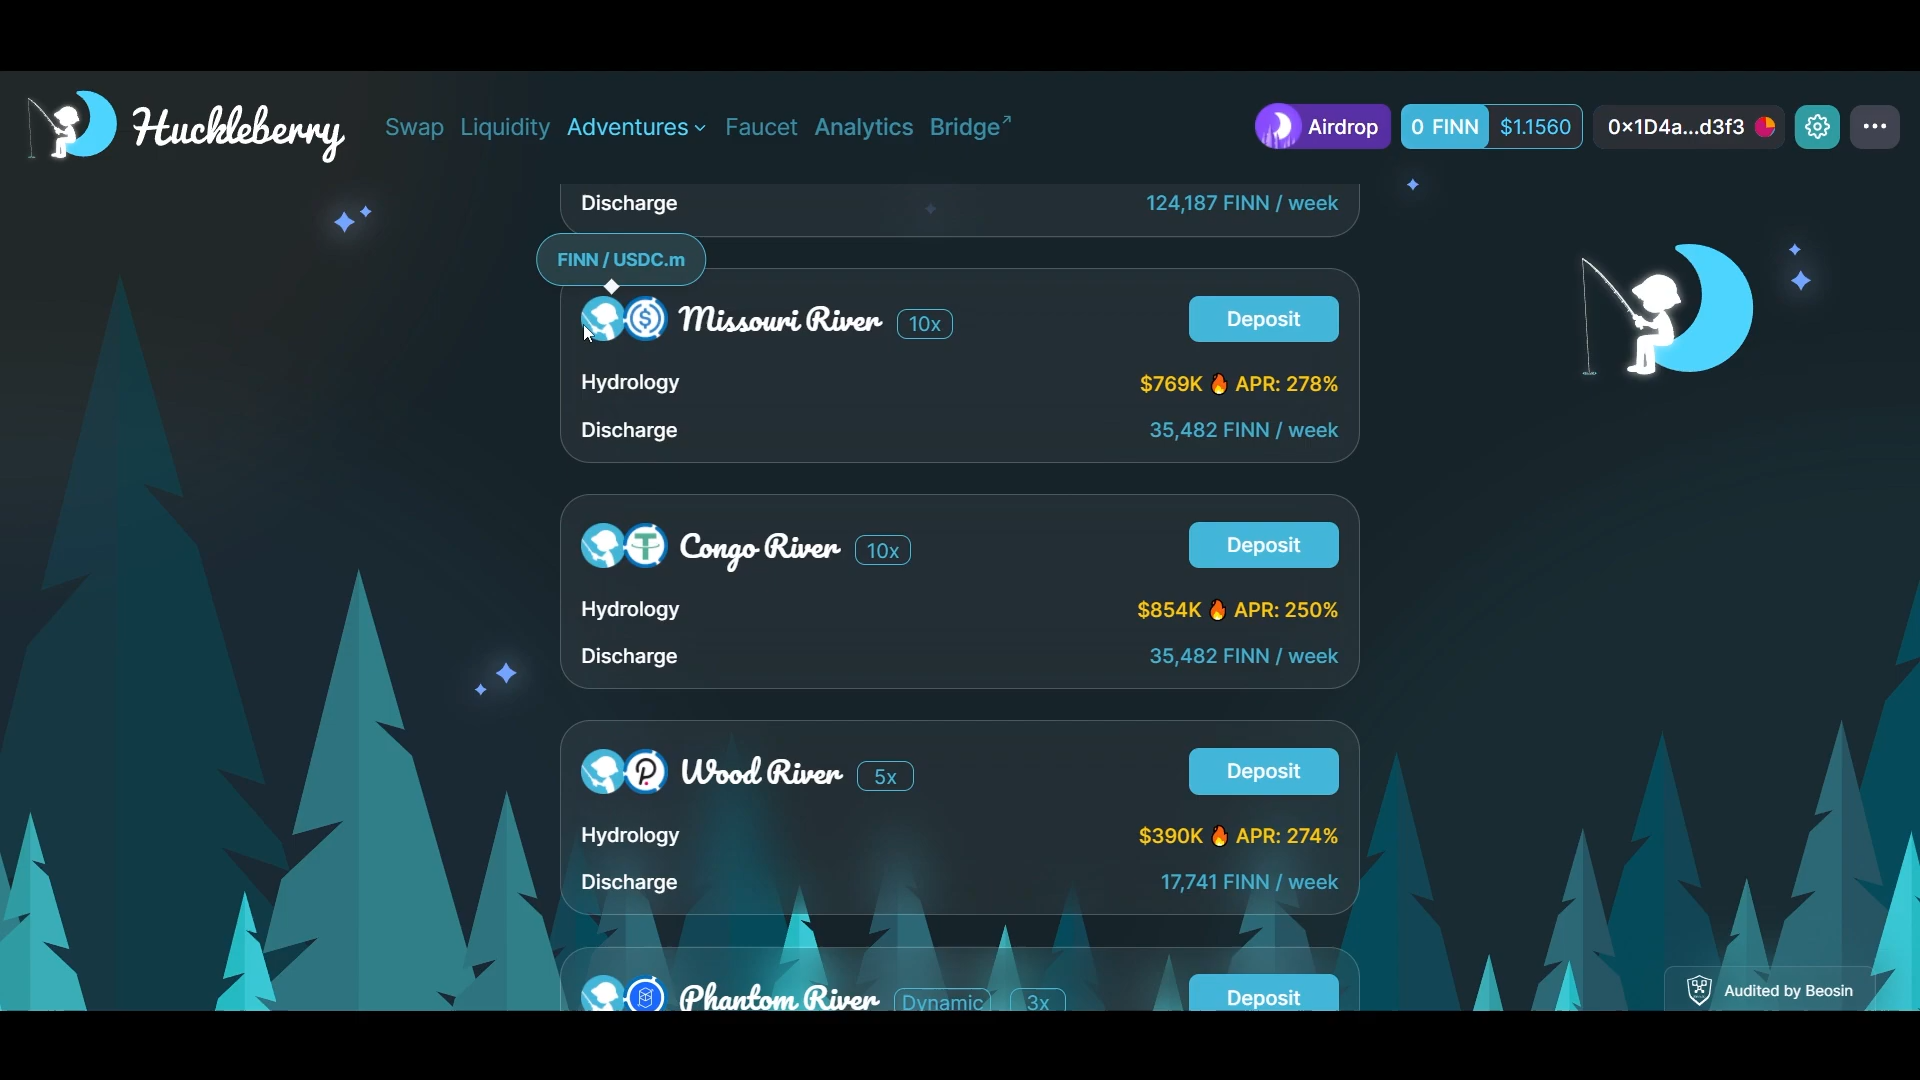 Huckleberry Swap Liquidity Adventures Faucet Analytics Bridge↗ Airdrop 0 FINN $1.1560 0x1D4a...d3f3 ...
Discharge 124,187 FINN / week
FINN / USDC.m
Missouri River 10x Deposit
Hydrology $769K 🔥 APR: 278%
Discharge 35,482 FINN / week
Congo River 10x Deposit
Hydrology $854K 🔥 APR: 250%
Discharge 35,482 FINN / week
Wood River 5x Deposit
Hydrology $390K 🔥 APR: 274%
Discharge 17,741 FINN / week
Phantom River Dynamic 3x Deposit
Audited by Beosin